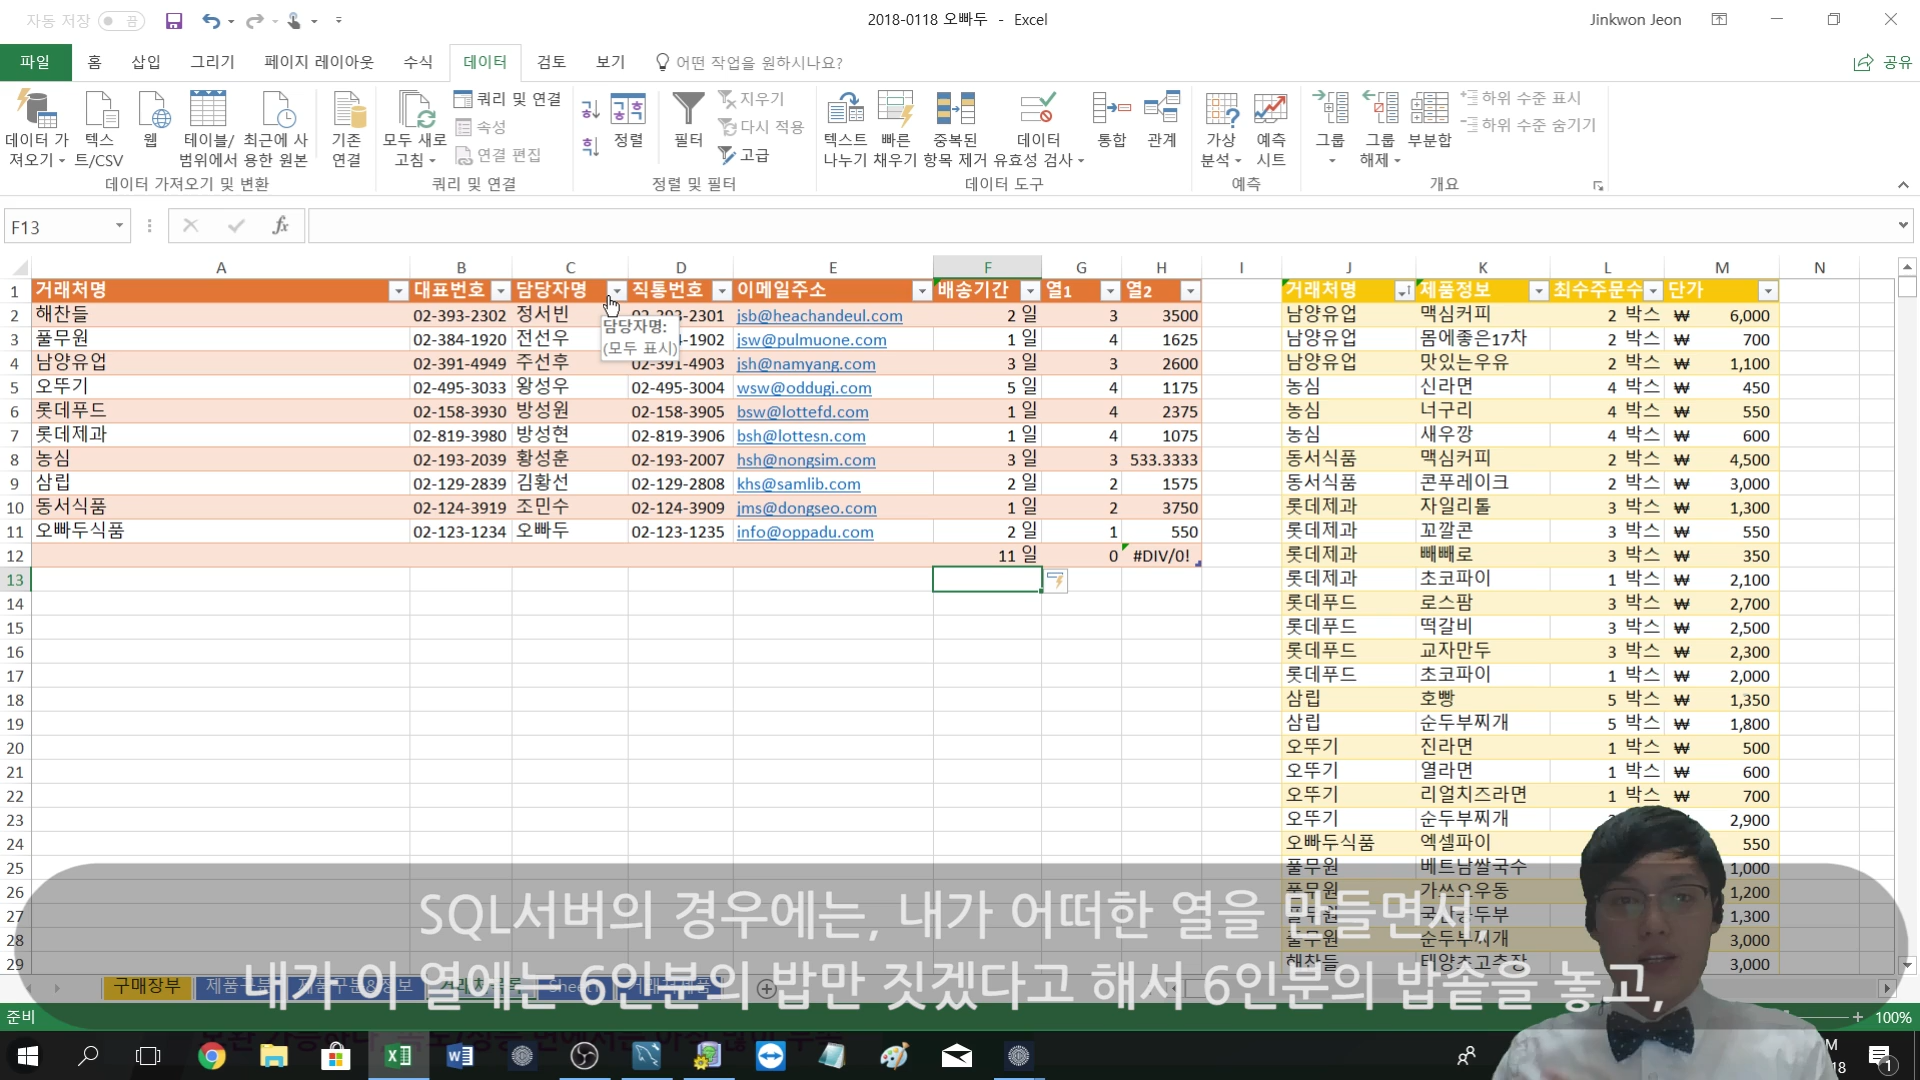 자동 저장 끔
2018-0118 오빠두 - Excel
Jinkwon Jeon
파일 홈 삽입 그리기 페이지 레이아웃 수식 데이터 검토 보기 어떤 작업을 원하시나요? 공유
데이터 가져오기
텍스트/CSV
웹
테이블/범위에서
최근에 사용한 원본
기존 연결
데이터 가져오기 및 변환
모두 새로 고침
쿼리 및 연결
속성
연결 편집
쿼리 및 연결
정렬
필터
지우기
다시 적용
고급
정렬 및 필터
텍스트 나누기
빠른 채우기
중복된 항목 제거
데이터 유효성 검사
통합
관계
데이터 도구
가상 분석
예측 시트
예측
그룹
그룹 해제
부분합
하위 수준 표시
하위 수준 숨기기
개요
F13
fx
A B C D E F G H I J K L M N
1 거래처명 대표번호 담당자명 직통번호 이메일주소 배송기간 열1 열2 거래처명 제품정보 최소주문수 단가
2 해찬들 02-393-2302 정서빈 2301 jsb@heachandeul.com 2 일 3 3500 남양유업 맥심커피 2 박스 ₩ 6,000
담당자명:
(모두 표시)
3 풀무원 02-384-1920 전선우 1902 jsw@pulmuone.com 1 일 4 1625 남양유업 몸에좋은17차 2 박스 ₩ 700
4 남양유업 02-391-4949 주선후 02-391-4903 jsh@namyang.com 3 일 3 2600 남양유업 맛있는우유 2 박스 ₩ 1,100
5 오뚜기 02-495-3033 왕성우 02-495-3004 wsw@oddugi.com 5 일 4 1175 농심 신라면 4 박스 ₩ 450
6 롯데푸드 02-158-3930 방성원 02-158-3905 bsw@lottefd.com 1 일 4 2375 농심 너구리 4 박스 ₩ 550
7 롯데제과 02-819-3980 방성현 02-819-3906 bsh@lottesn.com 1 일 4 1075 농심 새우깡 4 박스 ₩ 600
8 농심 02-193-2039 황성훈 02-193-2007 hsh@nongsim.com 3 일 3 533.3333 동서식품 맥심커피 2 박스 ₩ 4,500
9 삼립 02-129-2839 김황선 02-129-2808 khs@samlib.com 2 일 2 1575 동서식품 콘푸레이크 2 박스 ₩ 3,000
10 동서식품 02-124-3919 조민수 02-124-3909 jms@dongseo.com 1 일 2 3750 롯데제과 자일리톨 3 박스 ₩ 1,300
11 오빠두식품 02-123-1234 오빠두 02-123-1235 info@oppadu.com 2 일 1 550 롯데제과 꼬깔콘 3 박스 ₩ 550
12 11 일 0 #DIV/0! 롯데제과 빼빼로 3 박스 ₩ 350
13 롯데제과 초코파이 1 박스 ₩ 2,100
14 롯데푸드 로스팜 3 박스 ₩ 2,700
15 롯데푸드 떡갈비 3 박스 ₩ 2,500
16 롯데푸드 교자만두 3 박스 ₩ 2,300
17 롯데푸드 초코파이 1 박스 ₩ 2,000
18 삼립 호빵 5 박스 ₩ 1,350
19 삼립 순두부찌개 5 박스 ₩ 1,800
20 오뚜기 진라면 1 박스 ₩ 500
21 오뚜기 열라면 1 박스 ₩ 600
22 오뚜기 리얼치즈라면 1 박스 ₩ 700
23 오뚜기 순두부찌개 2,900
24 오빠두식품 엑셀파이 550
25 풀무원 베트남쌀국수 1,000
26 풀무원 가쓰오우동 1,200
27 1,300
28 풀무원 순두부찌개 3,000
29 해찬들 태양초고추장 3,000
SQL서버의 경우에는, 내가 어떠한 열을 만들면서,
내가 이 열에는 6인분의 밥만 짓겠다고 해서 6인분의 밥솥을 놓고,
구매장부
준비
100%